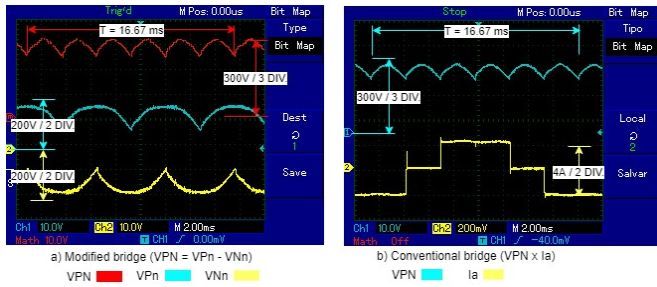 Trig'd
M Pos: 0.00us
Bit Map
Type
Bit Map
T = 16.67 ms
300V / 3 DIV.
200V / 2 DIV.
2
200V / 2 DIV.
Dest
1
Save
Ch1 10.0V
Ch2 10.0V
M 2.00ms
Math 10.0V
T CH1 0.00mV
a) Modified bridge (VPN = VPn - VNn)
VPN
VPn
VNn
Stop
M Pos: 0.00us
Bit Map
Tipo
Bit Map
T = 16.67 ms
300V / 3 DIV.
1
2
4A / 2 DIV.
Local
2
Salvar
Ch1 10.0V
Ch2 200mV
M 2.00ms
Math Off
T CH1 -40.0mV
b) Conventional bridge (VPN x Ia)
VPN
Ia